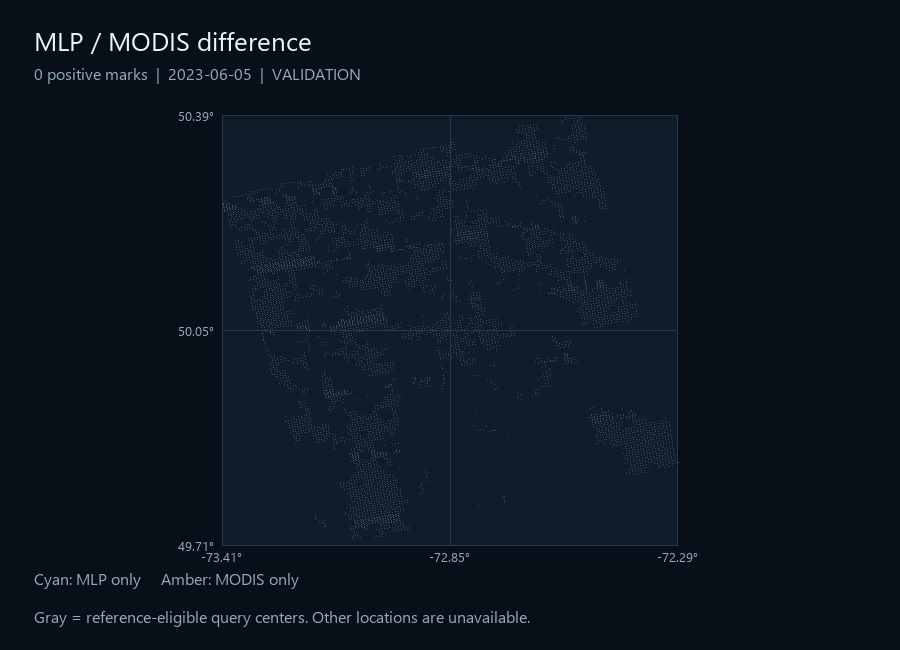 MLP / MODIS difference
0 positive marks | 2023-06-05 | VALIDATION
50.39°
50.05°
49.71°
-73.41° -72.85° -72.29°
Cyan: MLP only Amber: MODIS only
Gray = reference-eligible query centers. Other locations are unavailable.